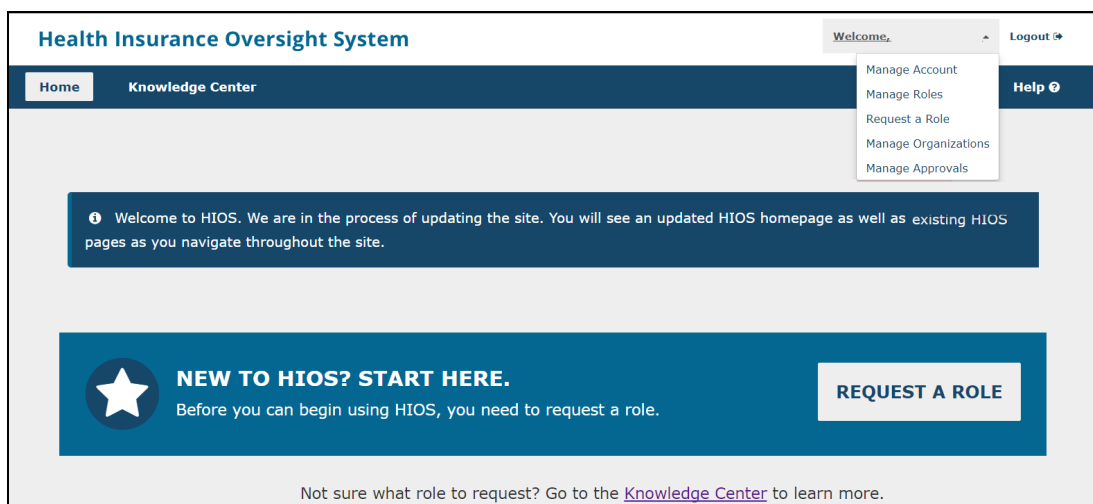 Health Insurance Oversight System
Welcome,
Logout
Home
Knowledge Center
Help
Manage Account
Manage Roles
Request a Role
Manage Organizations
Manage Approvals
Welcome to HIOS. We are in the process of updating the site. You will see an updated HIOS homepage as well as existing HIOS
pages as you navigate throughout the site.
NEW TO HIOS? START HERE.
Before you can begin using HIOS, you need to request a role.
REQUEST A ROLE
Not sure what role to request? Go to the Knowledge Center to learn more.